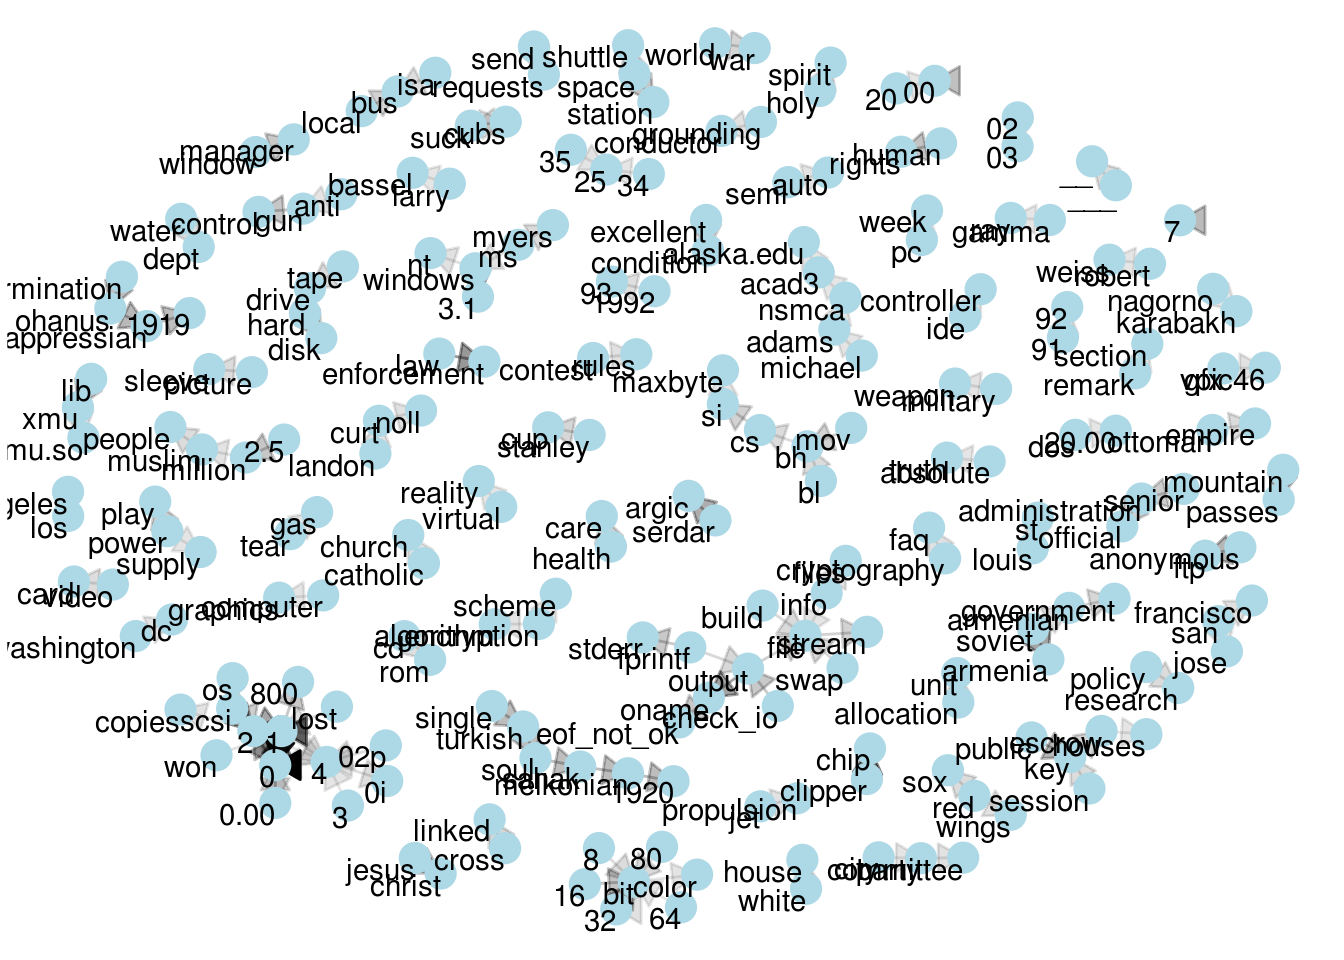 send
shuttle
world
war
isa
requests
space
spirit
bus
holy
20
00
local
station
suck
cubs
grounding
conductor
02
manager
window
35
25
34
human
rights
03
bassel
larry
semi
auto
__
___
anti
control
gun
water
dept
myers
ms
excellent
condition
alaska.edu
week
pc
gamma
ray
7
nt
windows
3.1
tape
drive
hard
disk
93
1992
acad3
nsmca
adams
michael
controller
ide
weiss
robert
nagorno
karabakh
rmination
ohanus
appressian
1919
92
91
section
remark
law
enforcement
contest
rules
maxbyte
si
sleeve
picture
lib
xmu
mu.so
weapon
military
gfx
vpic46
people
muslim
million
2.5
curt
noll
landon
cup
stanley
cs
mov
bh
bl
truth
absolute
dos
20.00
ottoman
empire
geles
los
play
power
supply
gas
tear
reality
virtual
argic
serdar
care
health
church
catholic
administration
senior
mountain
passes
st
louis
official
faq
anonymous
ftp
card
video
graphics
computer
scheme
encryption
algorithm
cryptography
files
info
build
file
stream
government
armenian
soviet
armenia
francisco
san
jose
washington
dc
cd
rom
stderr
fprintf
output
swap
unit
allocation
policy
research
os
800
copies
scsi
lost
2
1
won
0
4
02p
0i
0.00
3
single
turkish
oname
check_io
eof_not_ok
soul
sahak
melkonian
1920
public
escrow
houses
key
chip
clipper
sox
red
wings
session
propulsion
jet
linked
cross
jesus
christ
8
80
16
bit
color
32
64
house
white
city
party
committee